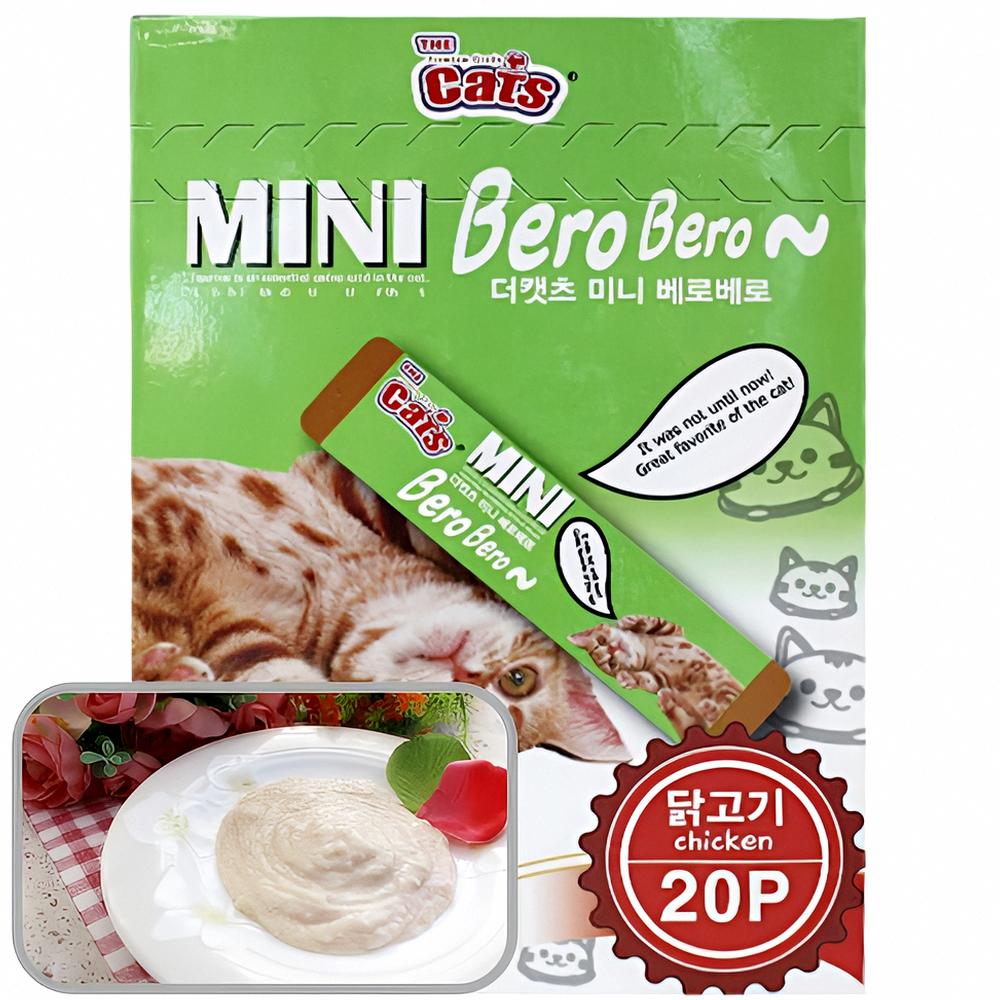 THE
Cats
MINI Bero Bero ~
더캣츠 미니 베로베로
It was not until now!
Great favorite of the cat!
THE
Cats
MINI
Bero Bero ~
닭고기
chicken
20P